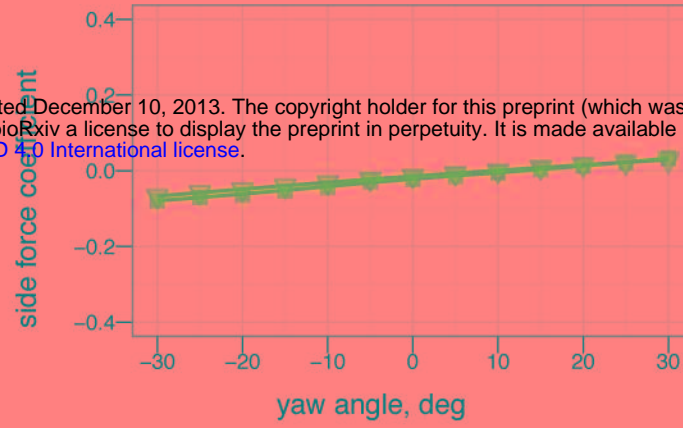 0.4
0.2
ted December 10, 2013. The copyright holder for this preprint (which was
bioRxiv a license to display the preprint in perpetuity. It is made available
D 4.0 International license.
0.0
−0.2
−0.4
side force coefficient
−30 −20 −10 0 10 20 30
yaw angle, deg